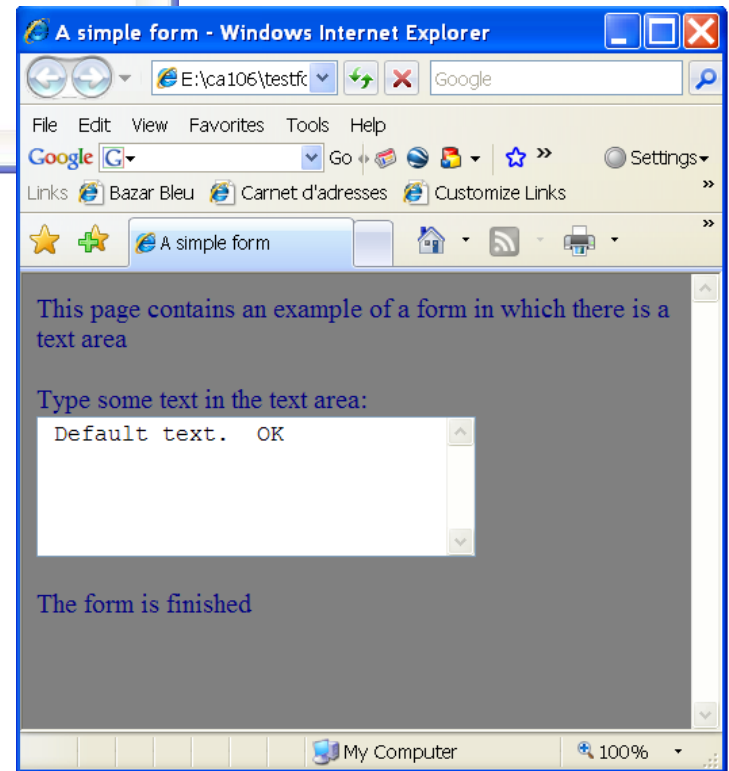 A simple form - Windows Internet Explorer
E:\ca106\testfc
Google
File Edit View Favorites Tools Help
Google G Go » Settings
Links Bazar Bleu Carnet d'adresses Customize Links »
A simple form »
This page contains an example of a form in which there is a
text area
Type some text in the text area:
Default text. OK
The form is finished
My Computer 100%